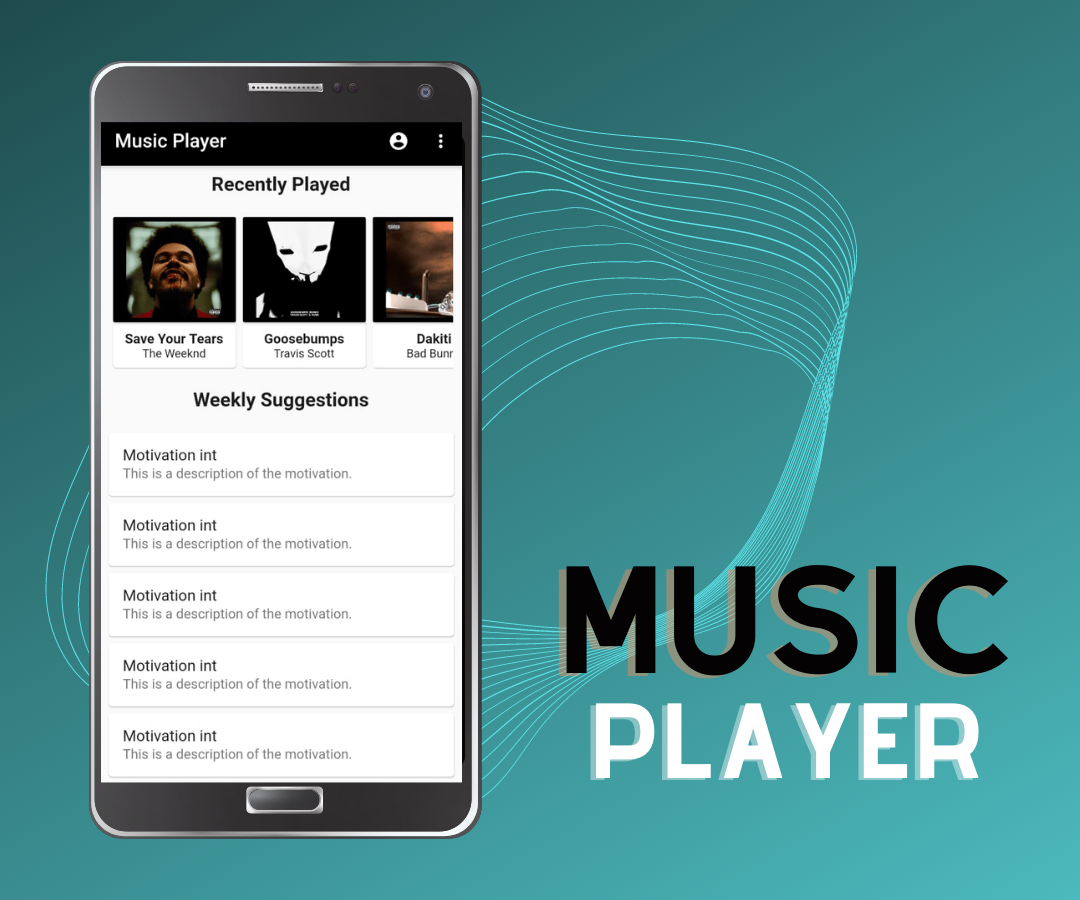 Music Player
Recently Played
Save Your Tears
The Weeknd
Goosebumps
Travis Scott
Dakiti
Bad Bunn
Weekly Suggestions
Motivation int
This is a description of the motivation.
Motivation int
This is a description of the motivation.
Motivation int
This is a description of the motivation.
Motivation int
This is a description of the motivation.
Motivation int
This is a description of the motivation.
MUSIC
PLAYER